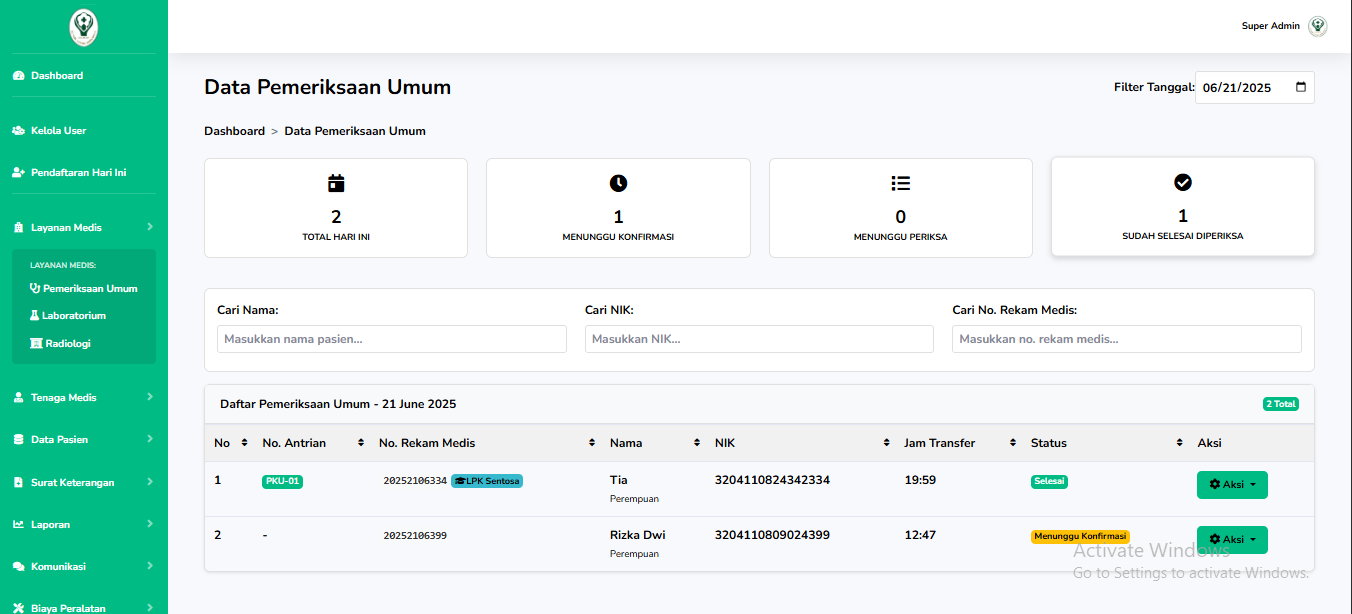 Super Admin
Dashboard
Kelola User
Pendaftaran Hari Ini
Layanan Medis
LAYANAN MEDIS:
Pemeriksaan Umum
Laboratorium
Radiologi
Tenaga Medis
Data Pasien
Surat Keterangan
Laporan
Komunikasi
Biaya Peralatan
Data Pemeriksaan Umum
Filter Tanggal: 06/21/2025
Dashboard > Data Pemeriksaan Umum
2
TOTAL HARI INI
1
MENUNGGU KONFIRMASI
0
MENUNGGU PERIKSA
1
SUDAH SELESAI DIPERIKSA
Cari Nama:
Masukkan nama pasien...
Cari NIK:
Masukkan NIK...
Cari No. Rekam Medis:
Masukkan no. rekam medis...
Daftar Pemeriksaan Umum - 21 June 2025 2 Total
No No. Antrian No. Rekam Medis Nama NIK Jam Transfer Status Aksi
1 PKU-01 20252106334 LPK Sentosa Tia 3204110824342334 19:59 Selesai Aksi
Perempuan
2 - 20252106399 Rizka Dwi 3204110809024399 12:47 Menunggu Konfirmasi Aksi
Perempuan
Activate Windows
Go to Settings to activate Windows.